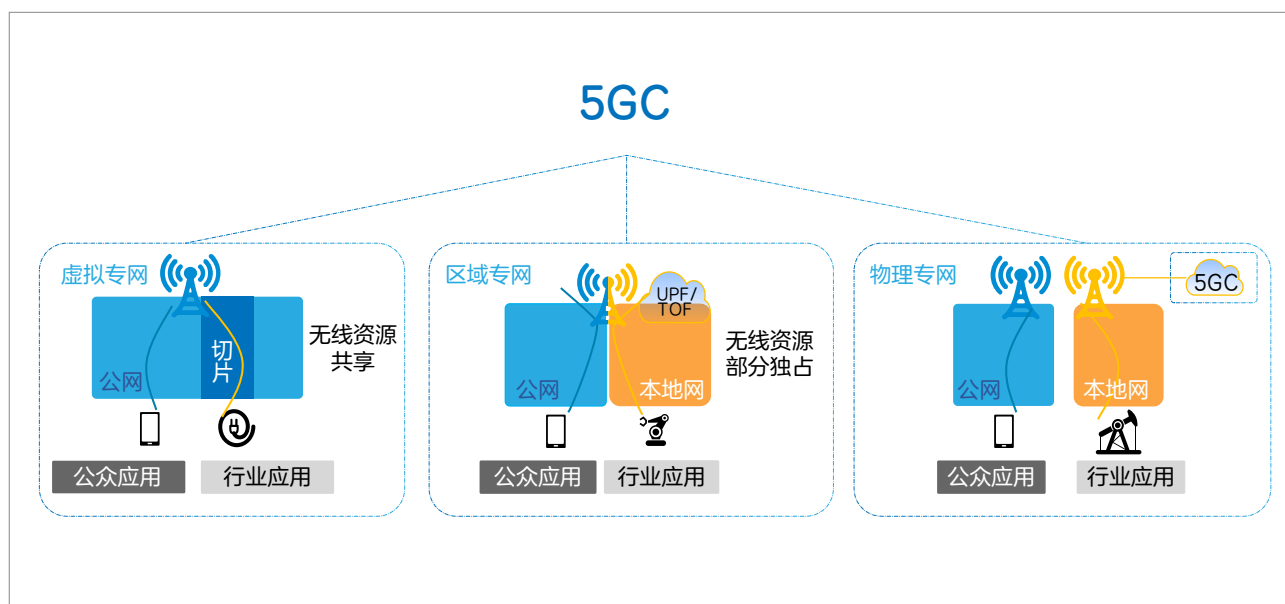 5GC
虚拟专网
切
片
公网
无线资源
共享
公众应用
行业应用
区域专网
UPF/
TOF
公网
本地网
无线资源
部分独占
公众应用
行业应用
物理专网
5GC
公网
本地网
公众应用
行业应用